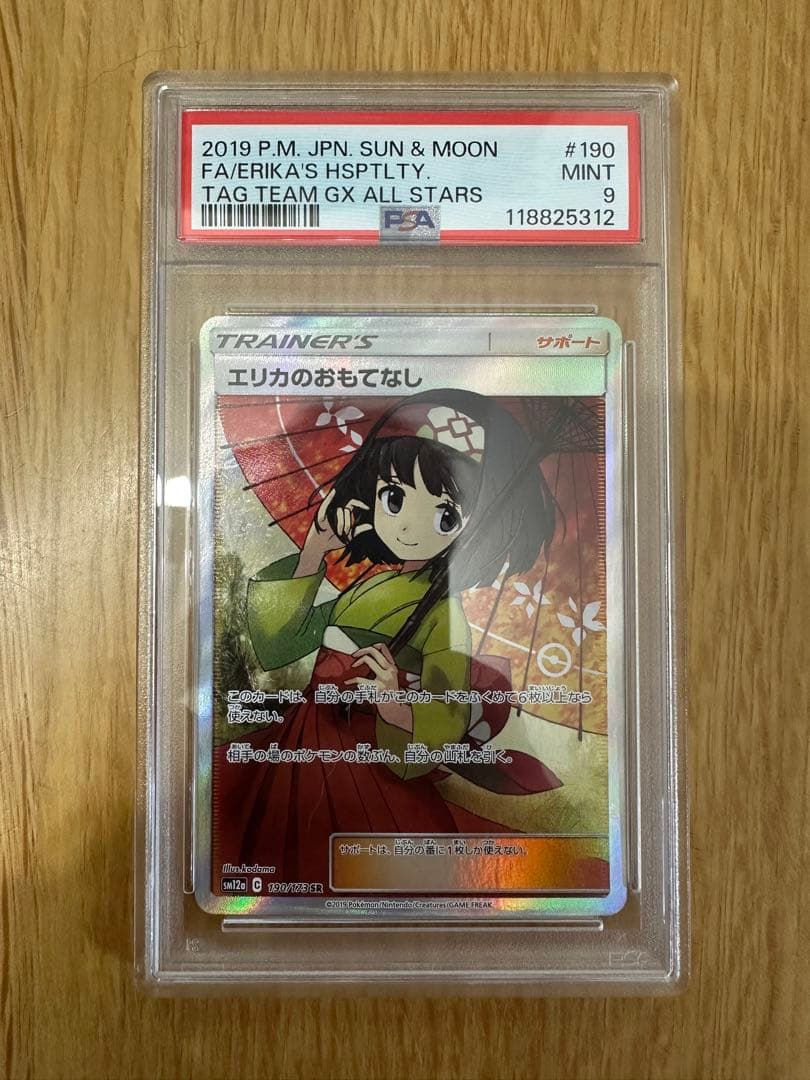 2019 P.M. JPN. SUN & MOON #190
FA/ERIKA'S HSPTLTY. MINT
TAG TEAM GX ALL STARS 9
PSA 118825312
TRAINER'S サポート
エリカのおもてなし
このカードは、自分の手札がこのカードをふくめて6枚以上なら
使えない。
相手の場のポケモンの数ぶん、自分の山札を引く。
サポートは、自分の番に1枚しか使えない。
Illus.kodama
sm12a C 190/173 SR
©2019 Pokémon/Nintendo/Creatures/GAME FREAK.